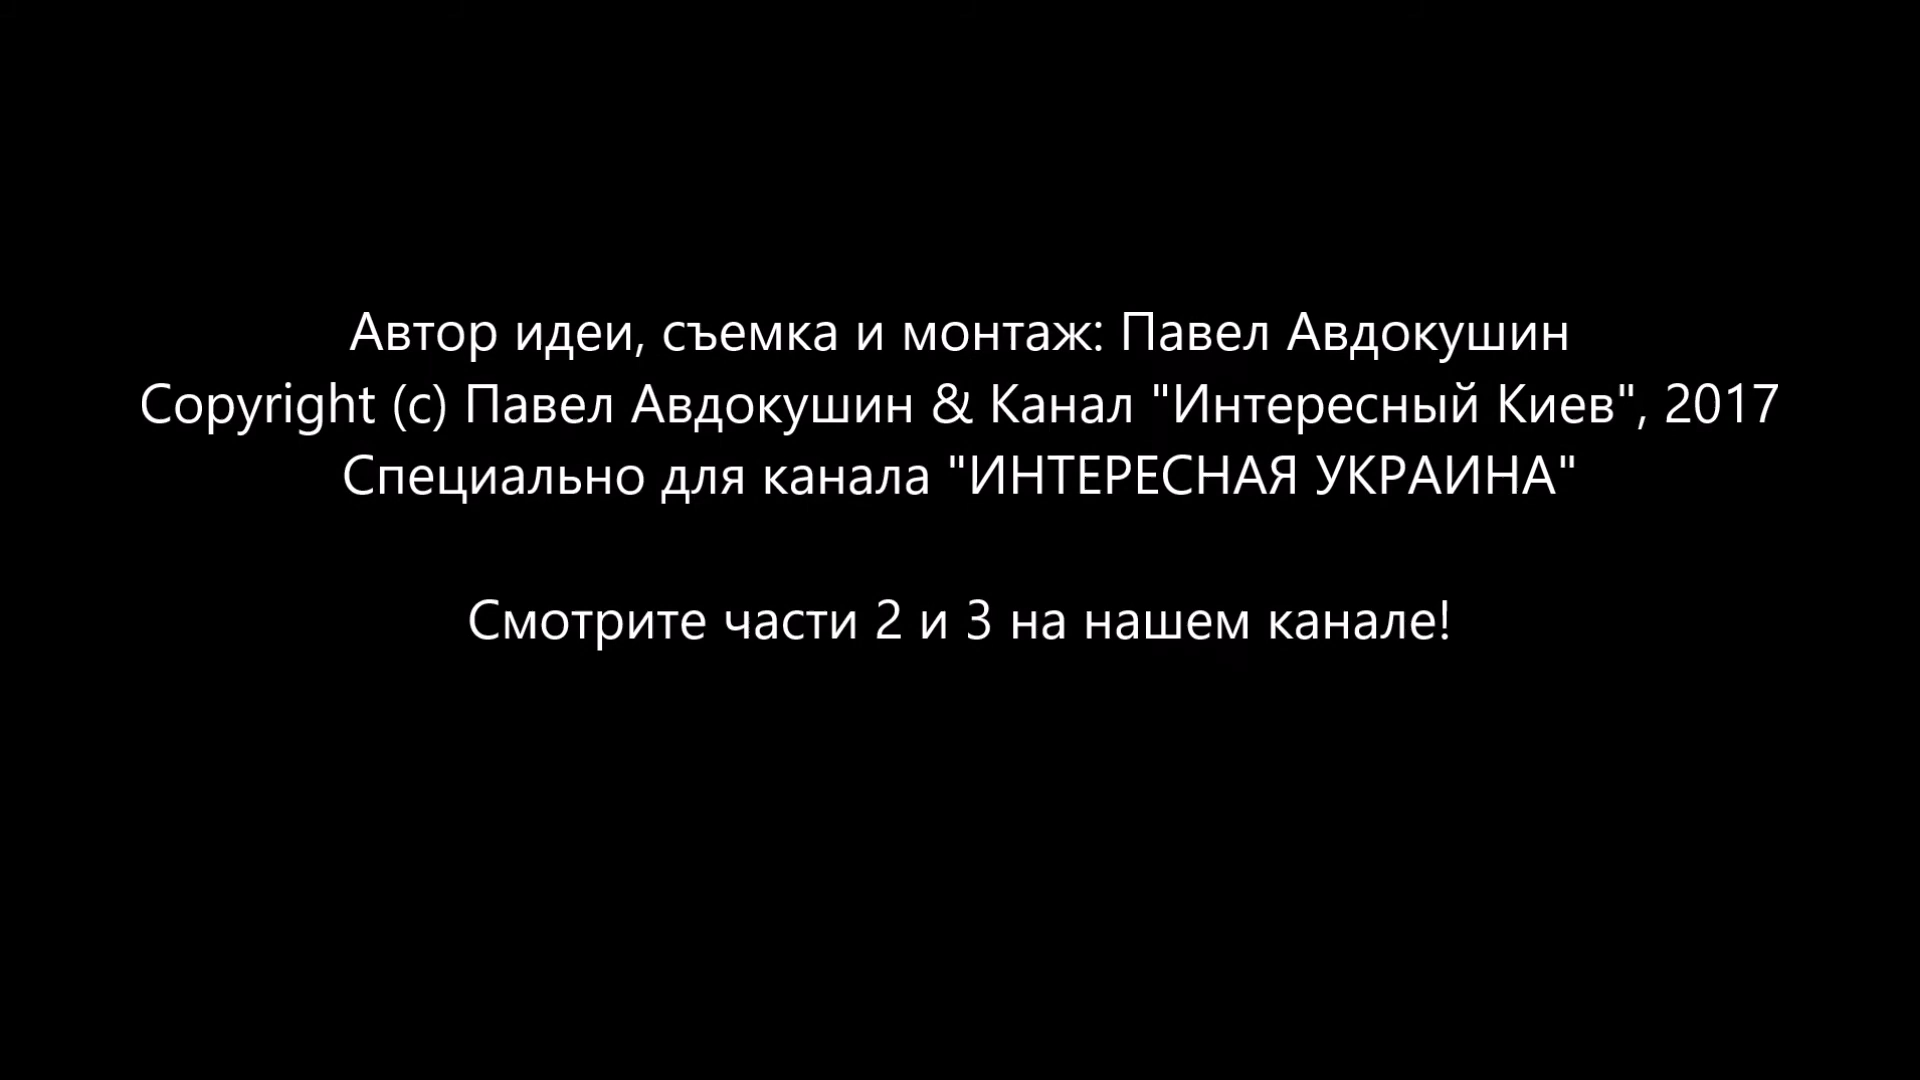 Автор идеи, съемка и монтаж: Павел Авдокушин
Copyright (c) Павел Авдокушин & Канал "Интересный Киев", 2017
Специально для канала "ИНТЕРЕСНАЯ УКРАИНА"
Смотрите части 2 и 3 на нашем канале!